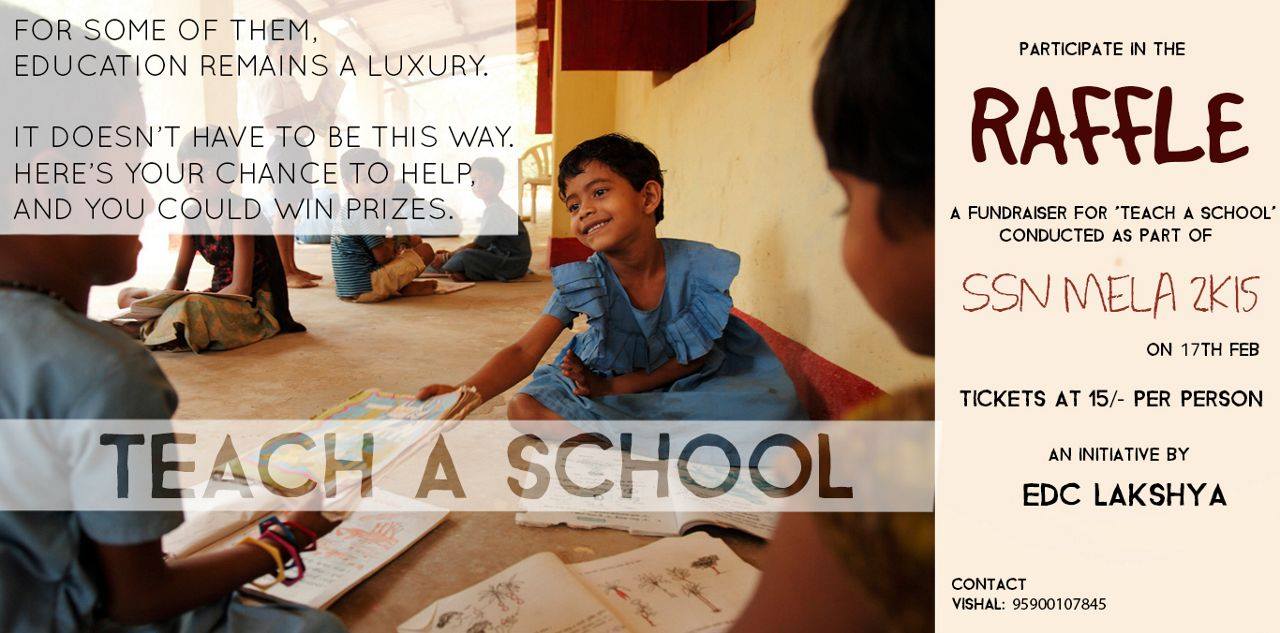 FOR SOME OF THEM,
EDUCATION REMAINS A LUXURY.
IT DOESN'T HAVE TO BE THIS WAY.
HERE'S YOUR CHANCE TO HELP,
AND YOU COULD WIN PRIZES.
TEACH A SCHOOL
PARTICIPATE IN THE
RAFFLE
A FUNDRAISER FOR 'TEACH A SCHOOL'
CONDUCTED AS PART OF
SSN MELA 2K15
ON 17TH FEB
TICKETS AT 15/- PER PERSON
AN INITIATIVE BY
EDC LAKSHYA
CONTACT
VISHAL: 95900107845